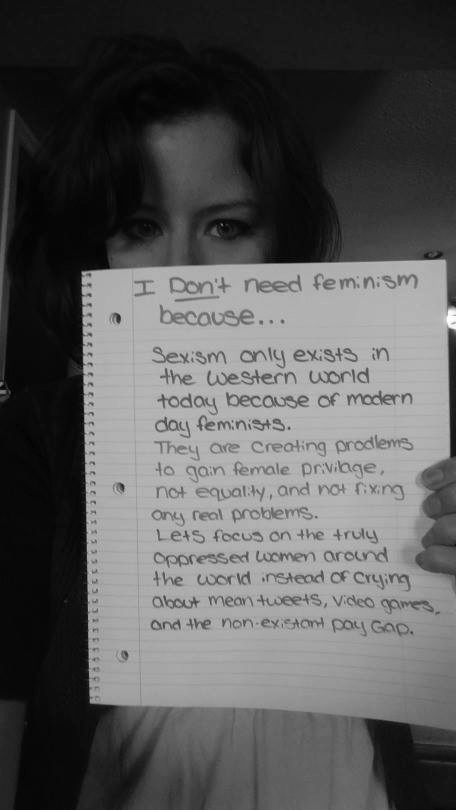 I Don't need feminism
because...
Sexism only exists in
the western world
today because of modern
day feminists.
They are creating prodlems
to gain female privilage,
not equality, and not fixing
any real problems.
Lets focus on the truly
oppressed women around
the world instead of crying
about mean tweets, video games,
and the non-existant pay Gap.